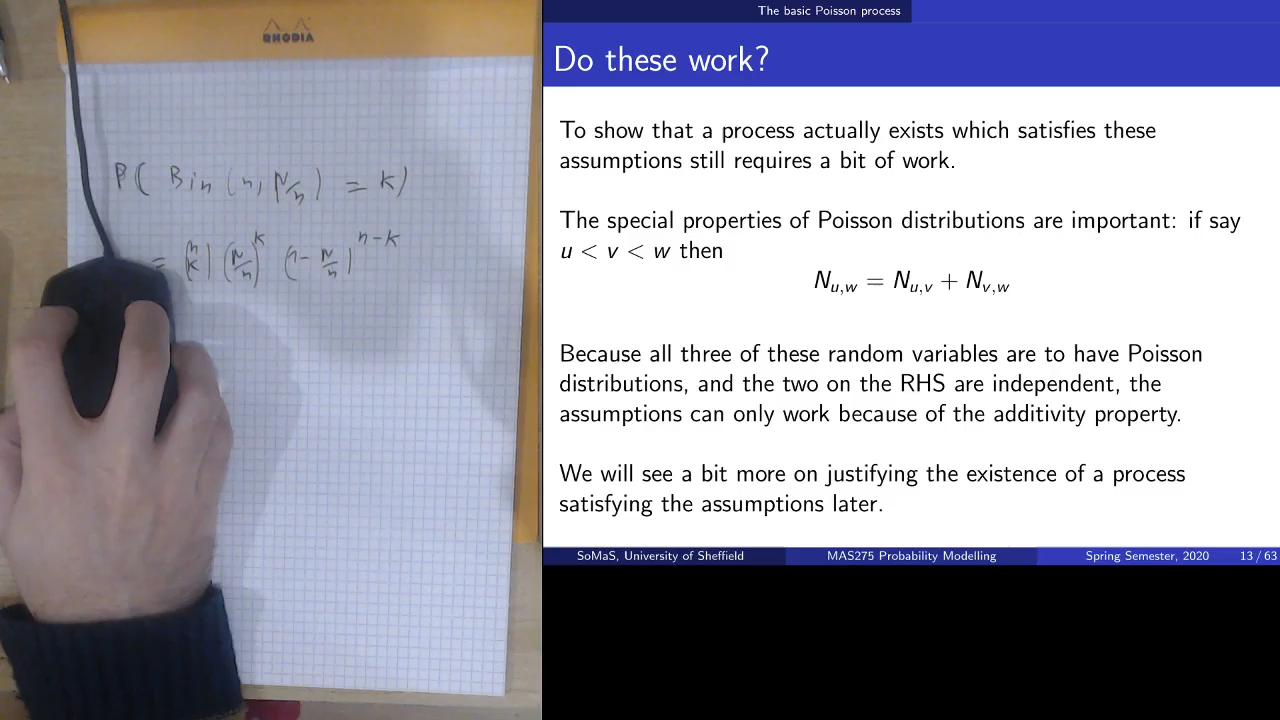 RHODIA
P( Bin (n, μ/n) = k)
= (n k) (μ/n)^k (1 - μ/n)^n-k
The basic Poisson process
Do these work?
To show that a process actually exists which satisfies these
assumptions still requires a bit of work.
The special properties of Poisson distributions are important: if say
u < v < w then
N_{u,w} = N_{u,v} + N_{v,w}
Because all three of these random variables are to have Poisson
distributions, and the two on the RHS are independent, the
assumptions can only work because of the additivity property.
We will see a bit more on justifying the existence of a process
satisfying the assumptions later.
SoMaS, University of Sheffield MAS275 Probability Modelling Spring Semester, 2020 13 / 63